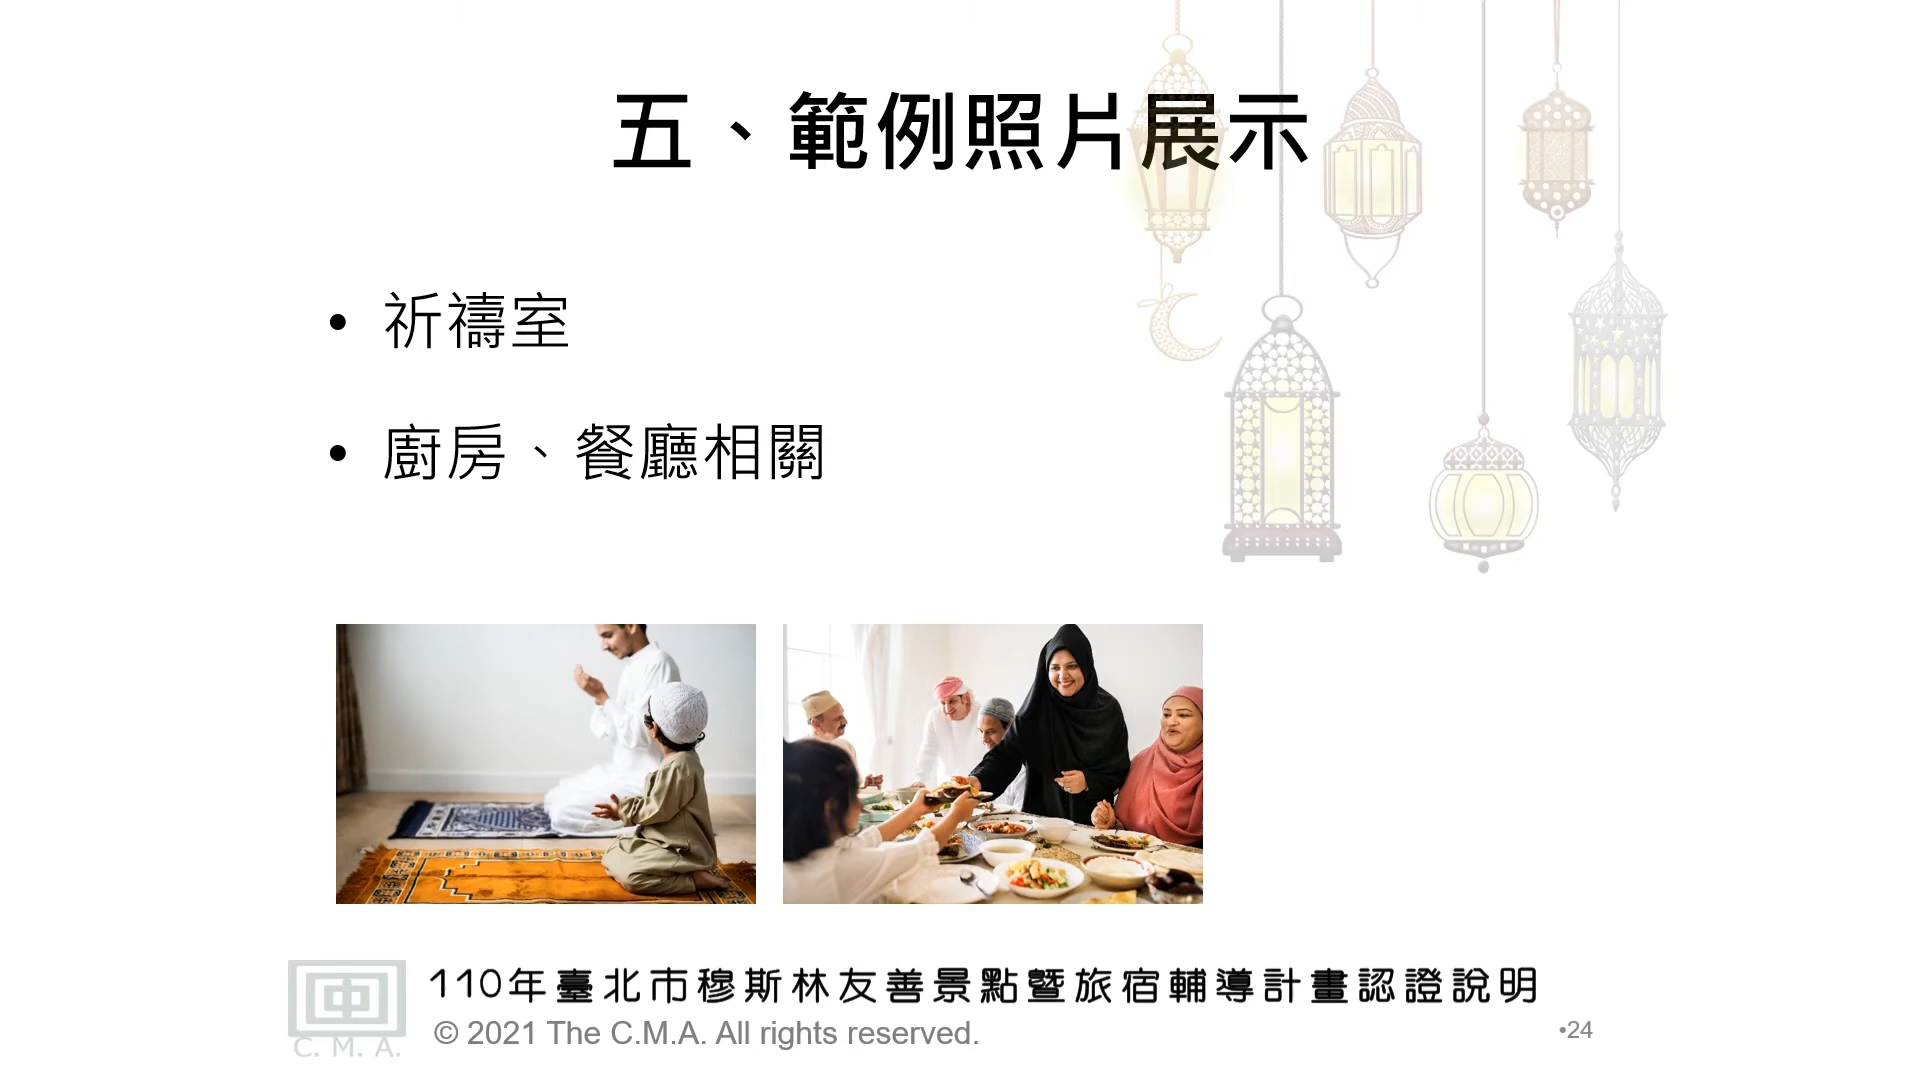 五、範例照片展示
• 祈禱室
• 廚房、餐廳相關
110年臺北市穆斯林友善景點暨旅宿輔導計畫認證說明
C. M. A.
© 2021 The C.M.A. All rights reserved.
•24